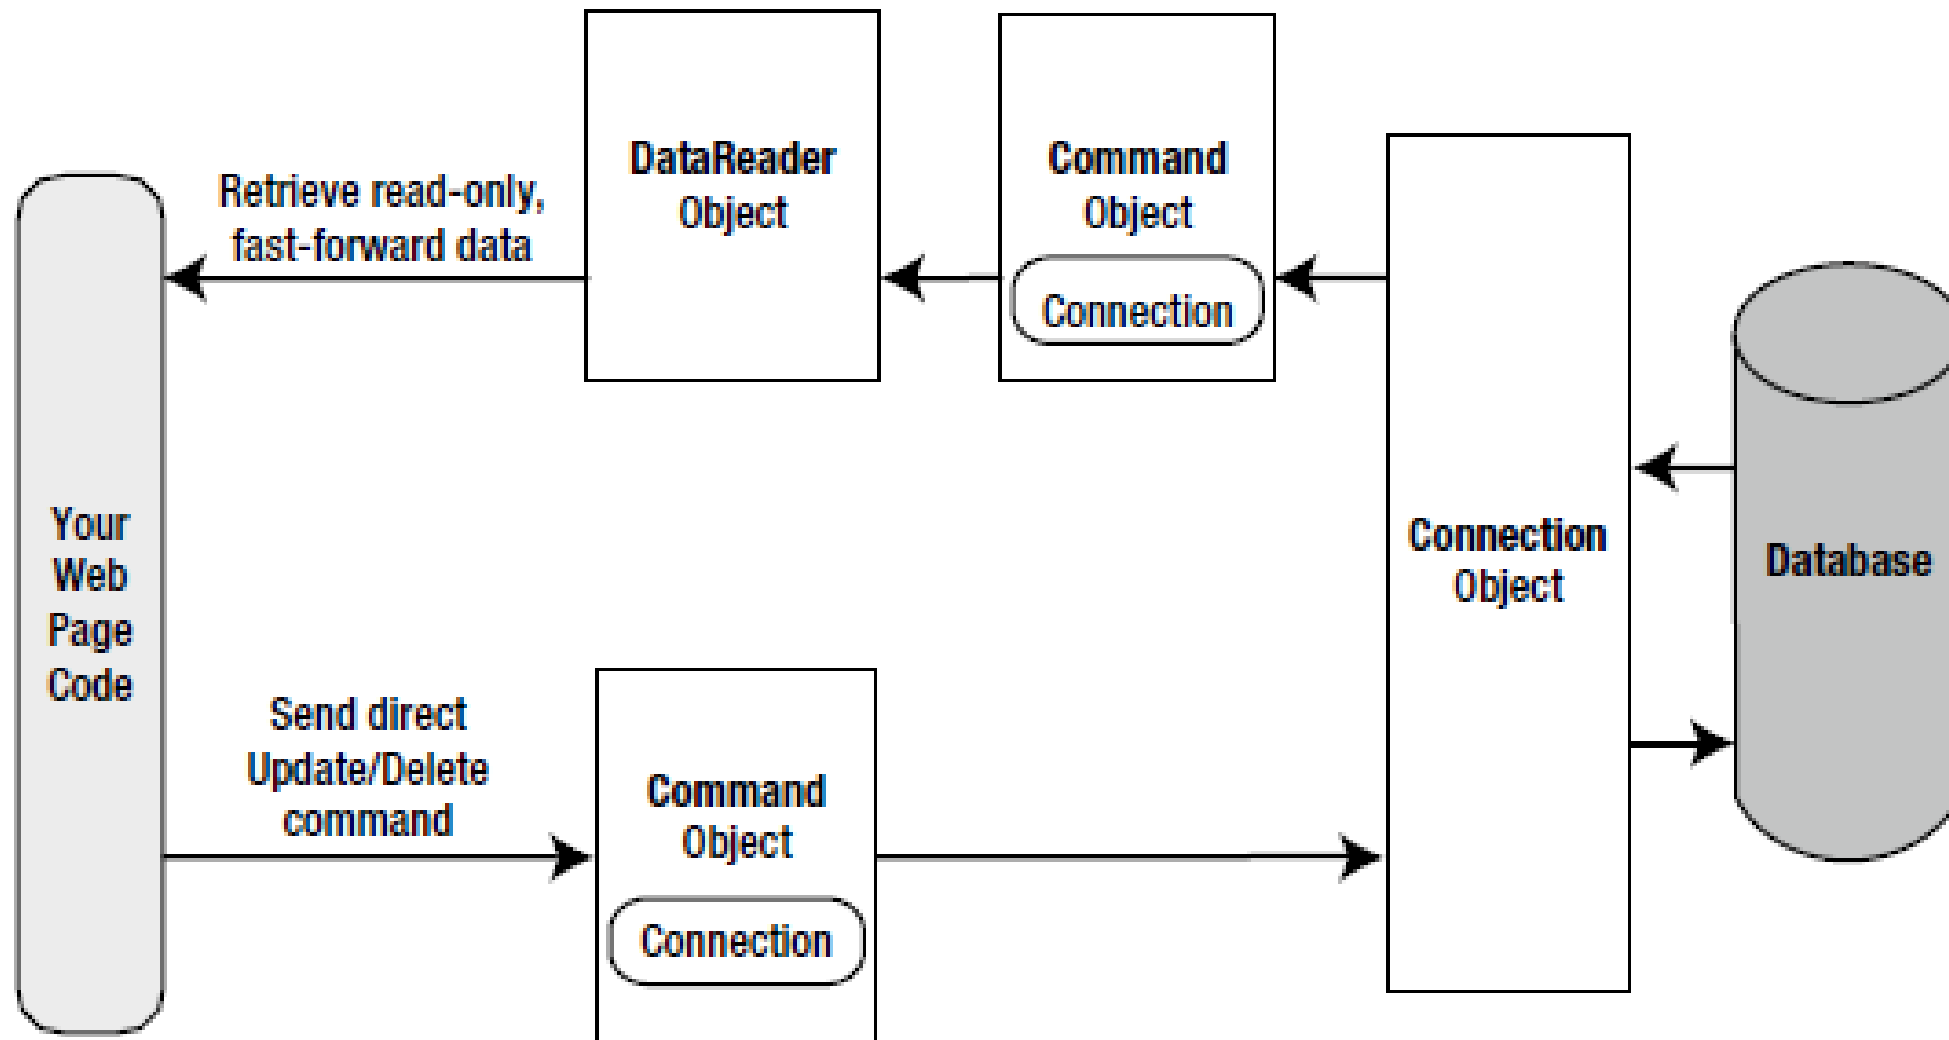 DataReader
Object
Command
Object
Connection
Retrieve read-only,
fast-forward data
Your
Web
Page
Code
Connection
Object
Database
Send direct
Update/Delete
command
Command
Object
Connection